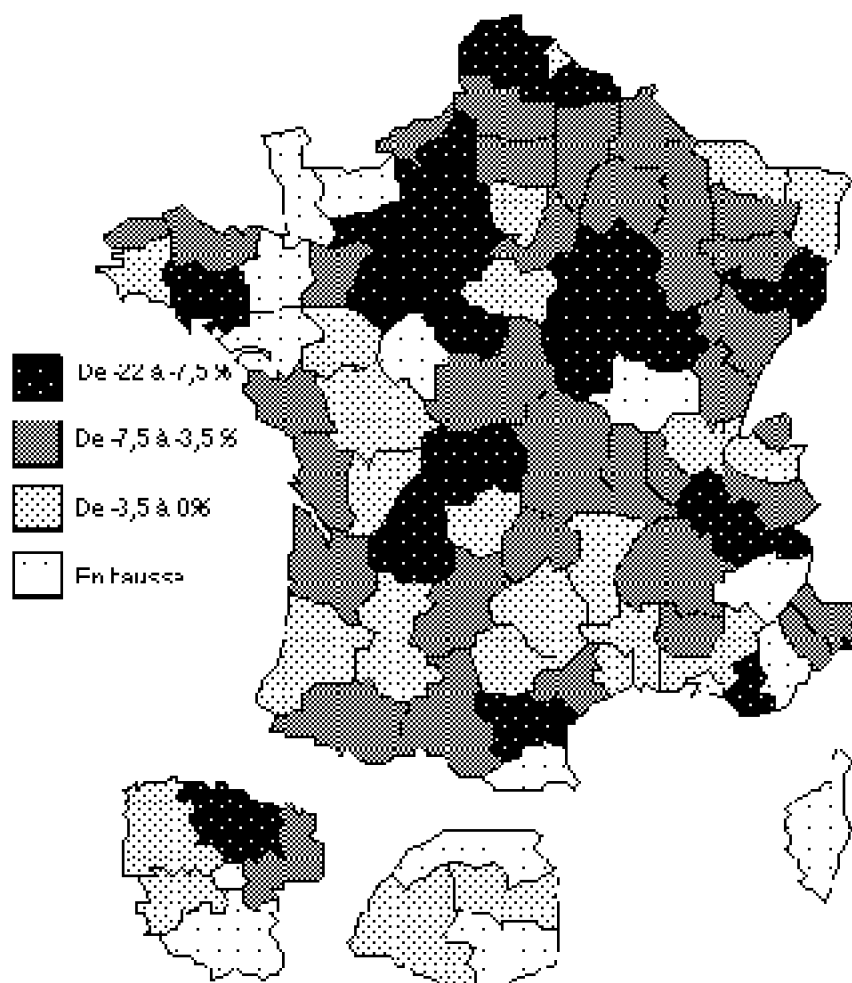 De -22 à -7,5 %
De -7,5 à -3,5 %
De -3,5 à 0%
En hausse